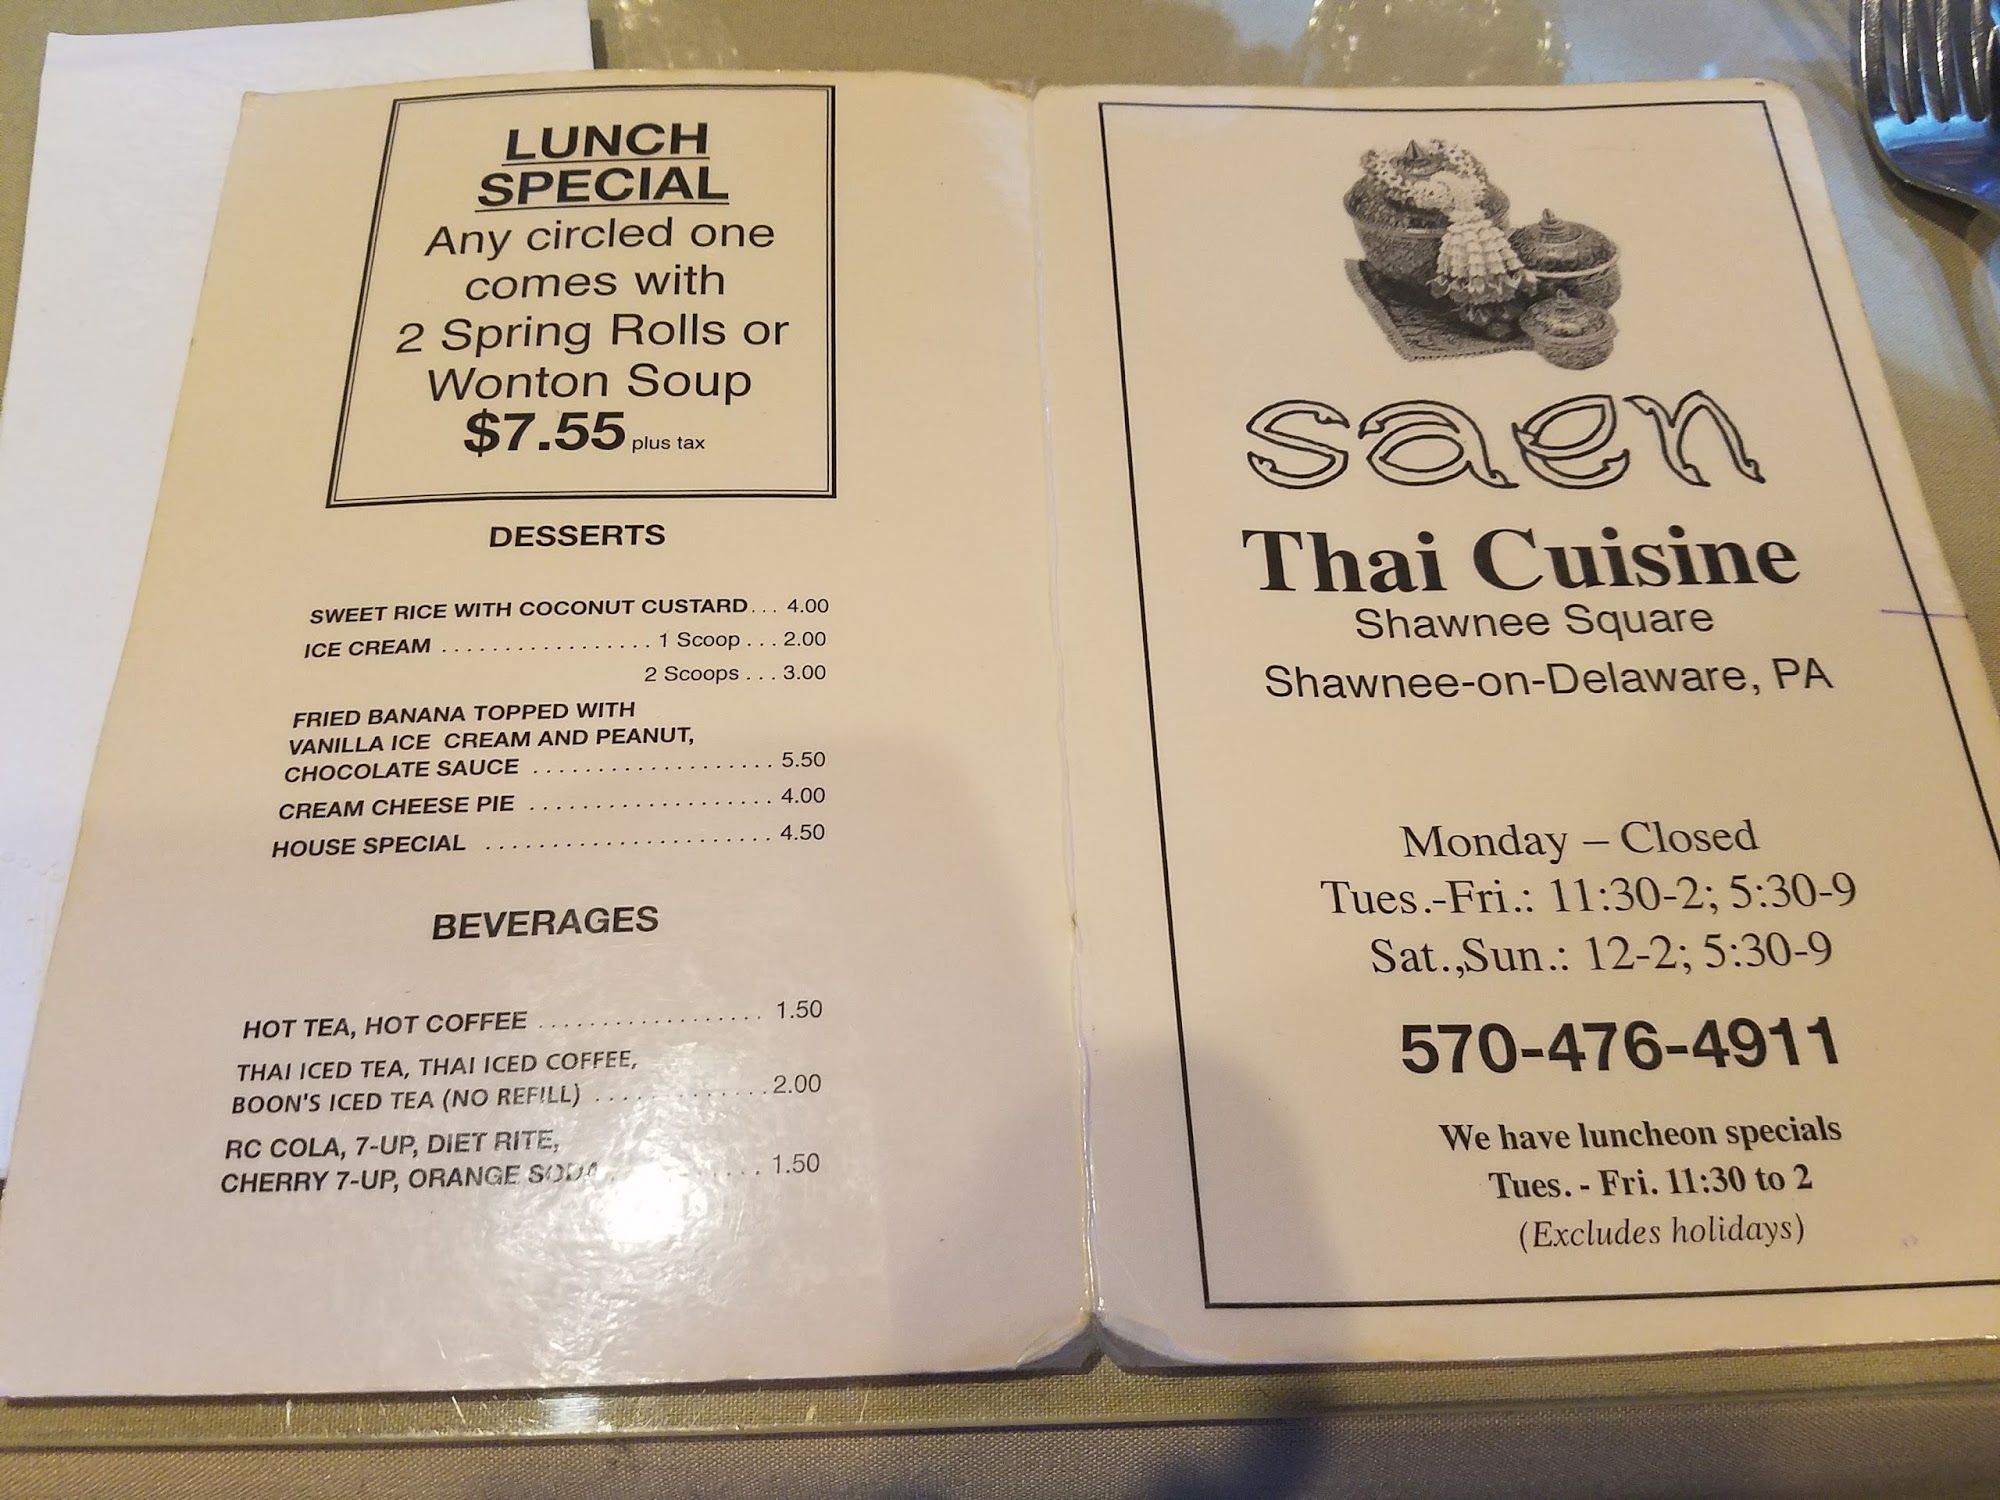 LUNCH
SPECIAL
Any circled one
comes with
2 Spring Rolls or
Wonton Soup
$7.55 plus tax
DESSERTS
SWEET RICE WITH COCONUT CUSTARD... 4.00
ICE CREAM ................. 1 Scoop ... 2.00
2 Scoops ... 3.00
FRIED BANANA TOPPED WITH
VANILLA ICE CREAM AND PEANUT,
CHOCOLATE SAUCE ................... 5.50
CREAM CHEESE PIE ................... 4.00
HOUSE SPECIAL ...................... 4.50
BEVERAGES
HOT TEA, HOT COFFEE .................. 1.50
THAI ICED TEA, THAI ICED COFFEE,
BOON'S ICED TEA (NO REFILL) .............. 2.00
RC COLA, 7-UP, DIET RITE,
CHERRY 7-UP, ORANGE SODA ............ 1.50
saen
Thai Cuisine
Shawnee Square
Shawnee-on-Delaware, PA
Monday – Closed
Tues.-Fri.: 11:30-2; 5:30-9
Sat.,Sun.: 12-2; 5:30-9
570-476-4911
We have luncheon specials
Tues. - Fri. 11:30 to 2
(Excludes holidays)